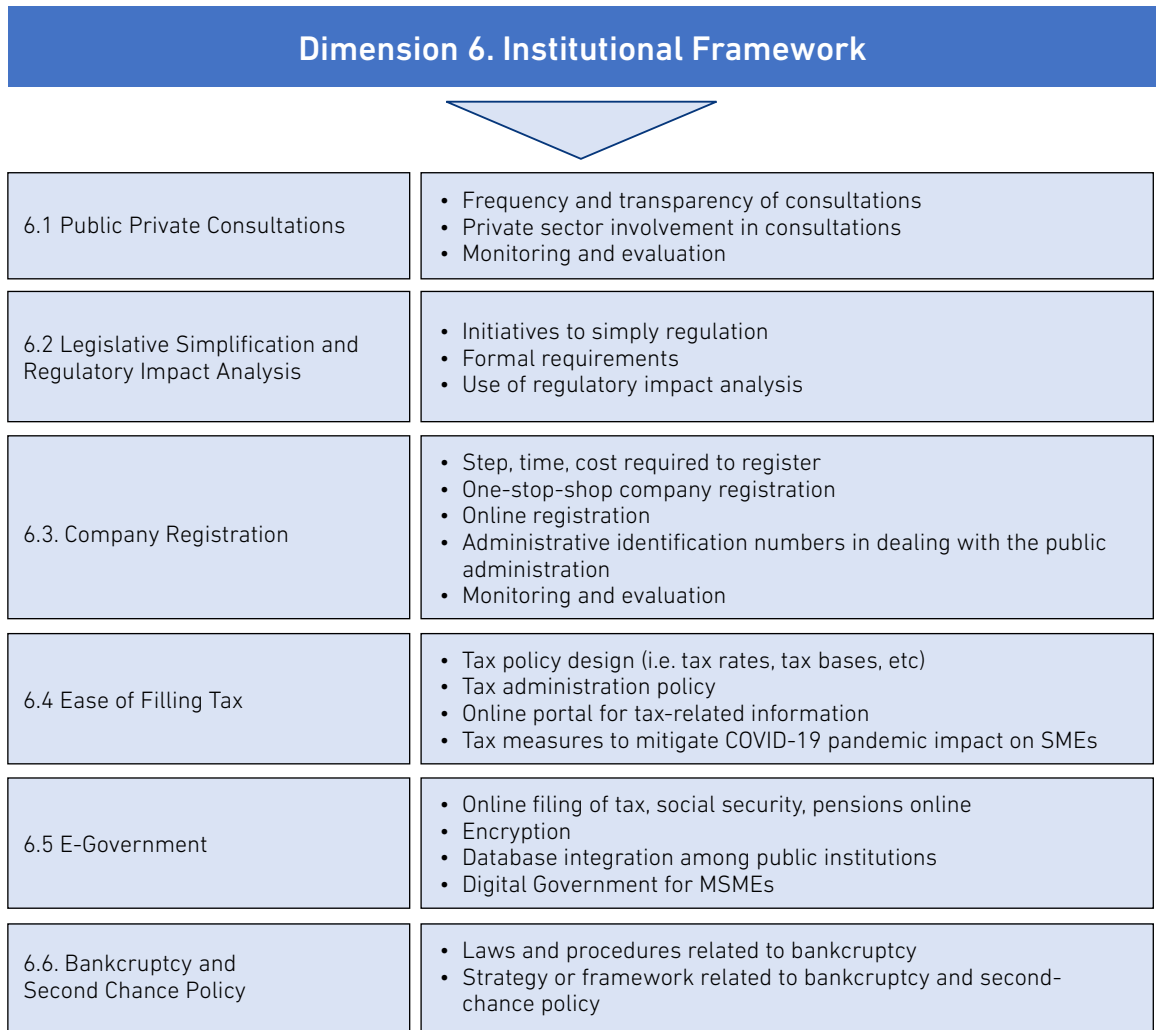 Dimension 6. Institutional Framework
6.1 Public Private Consultations
• Frequency and transparency of consultations
• Private sector involvement in consultations
• Monitoring and evaluation
6.2 Legislative Simplification and
Regulatory Impact Analysis
• Initiatives to simply regulation
• Formal requirements
• Use of regulatory impact analysis
6.3. Company Registration
• Step, time, cost required to register
• One-stop-shop company registration
• Online registration
• Administrative identification numbers in dealing with the public
administration
• Monitoring and evaluation
6.4 Ease of Filling Tax
• Tax policy design (i.e. tax rates, tax bases, etc)
• Tax administration policy
• Online portal for tax-related information
• Tax measures to mitigate COVID-19 pandemic impact on SMEs
6.5 E-Government
• Online filing of tax, social security, pensions online
• Encryption
• Database integration among public institutions
• Digital Government for MSMEs
6.6. Bankcruptcy and
Second Chance Policy
• Laws and procedures related to bankcruptcy
• Strategy or framework related to bankcruptcy and second-
chance policy